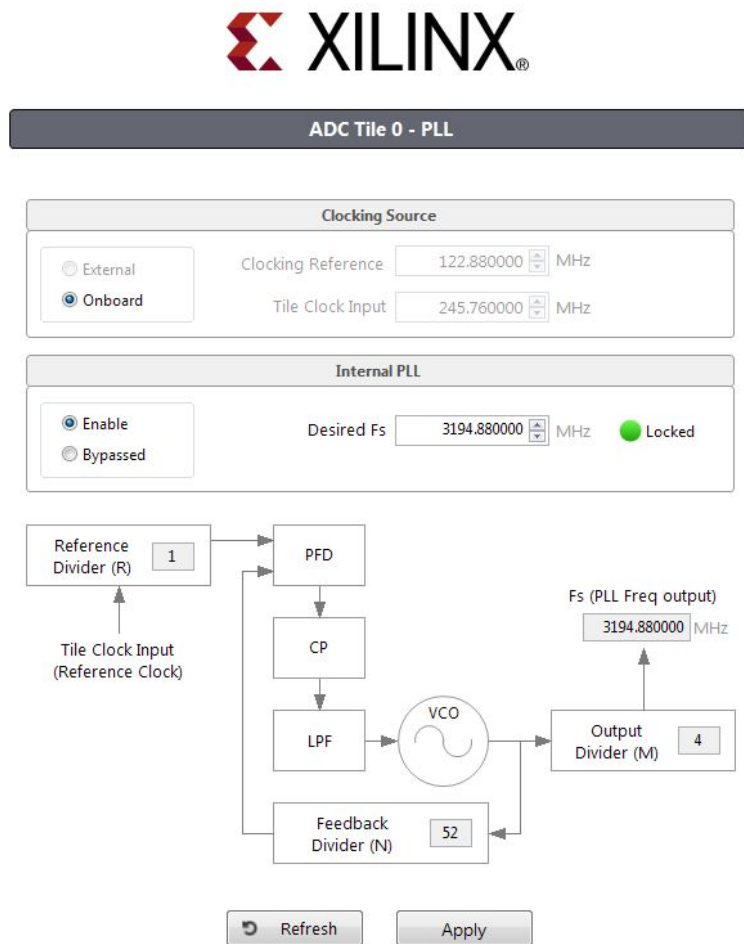 XILINX®
ADC Tile 0 - PLL
Clocking Source
External
Onboard
Clocking Reference 122.880000 MHz
Tile Clock Input 245.760000 MHz
Internal PLL
Enable
Bypassed
Desired Fs 3194.880000 MHz Locked
Reference
Divider (R) 1
PFD
Tile Clock Input
(Reference Clock)
CP
LPF
VCO
Fs (PLL Freq output)
3194.880000 MHz
Output
Divider (M) 4
Feedback
Divider (N) 52
Refresh
Apply